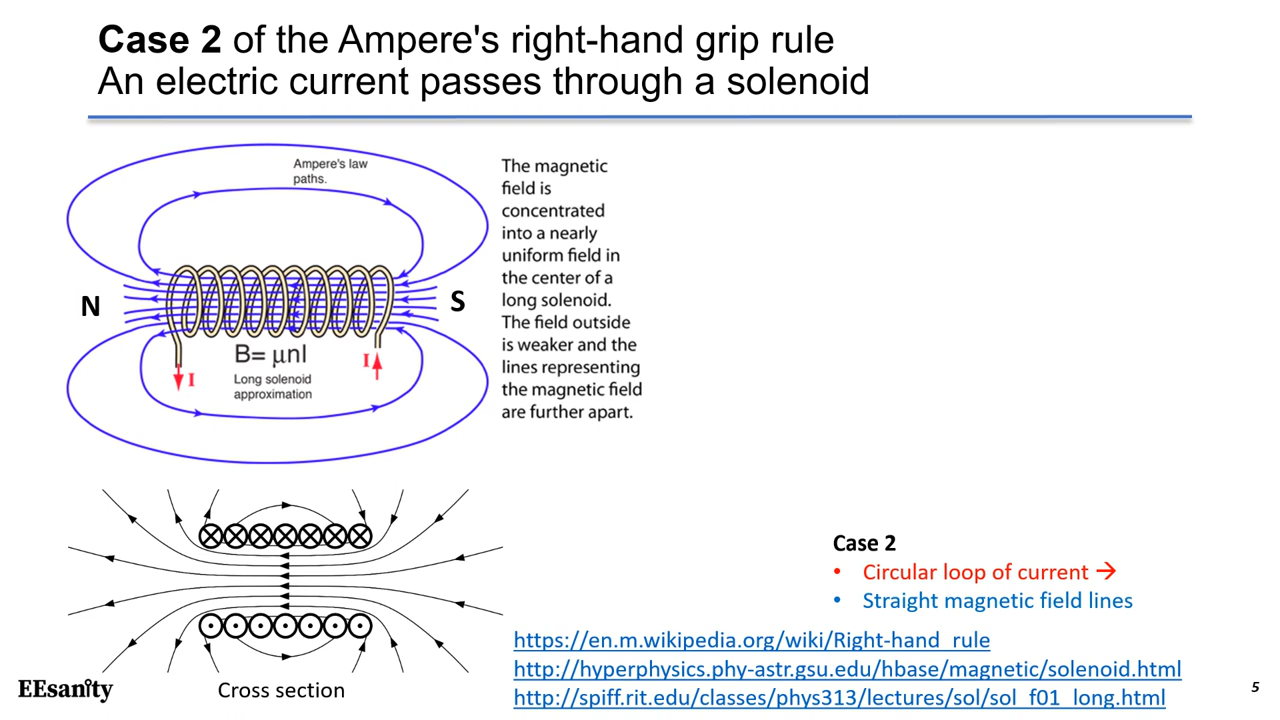 Case 2 of the Ampere's right-hand grip rule
An electric current passes through a solenoid
Ampere's law
paths.
N
S
B= μnI
Long solenoid
approximation
I
I
The magnetic
field is
concentrated
into a nearly
uniform field in
the center of a
long solenoid.
The field outside
is weaker and the
lines representing
the magnetic field
are further apart.
Cross section
Case 2
• Circular loop of current →
• Straight magnetic field lines
https://en.m.wikipedia.org/wiki/Right-hand_rule
http://hyperphysics.phy-astr.gsu.edu/hbase/magnetic/solenoid.html
http://spiff.rit.edu/classes/phys313/lectures/sol/sol_f01_long.html
EEsanity
5